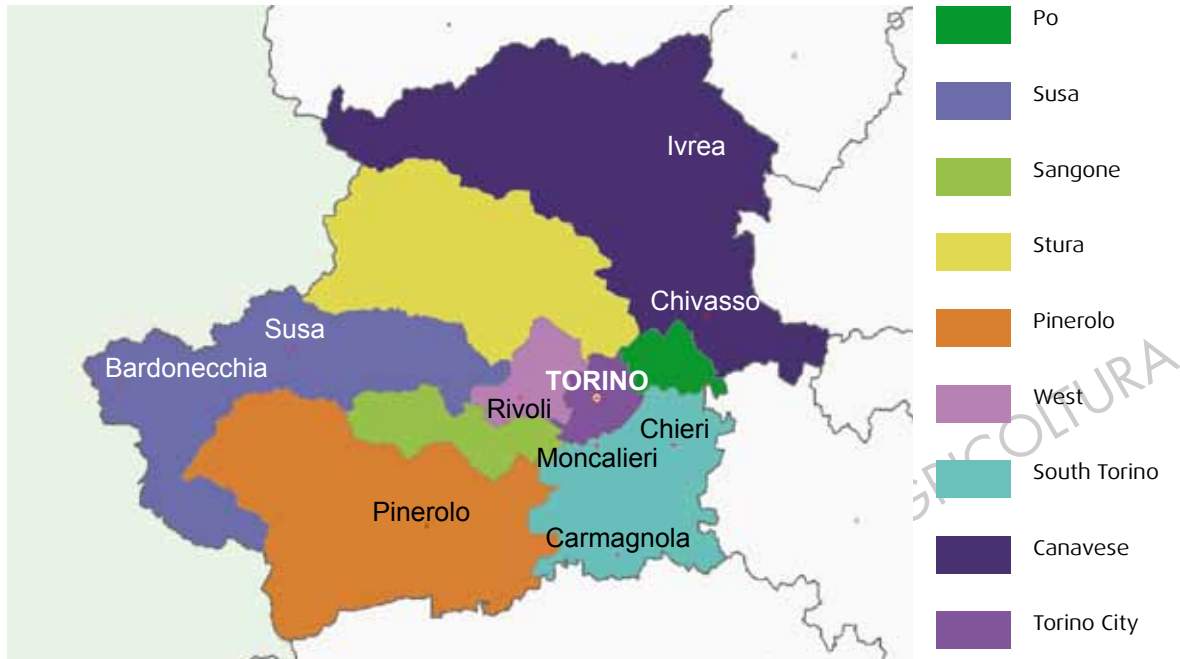 Ivrea
Chivasso
Susa
Bardonecchia
TORINO
Rivoli
Chieri
Moncalieri
Pinerolo
Carmagnola
Po
Susa
Sangone
Stura
Pinerolo
West
South Torino
Canavese
Torino City